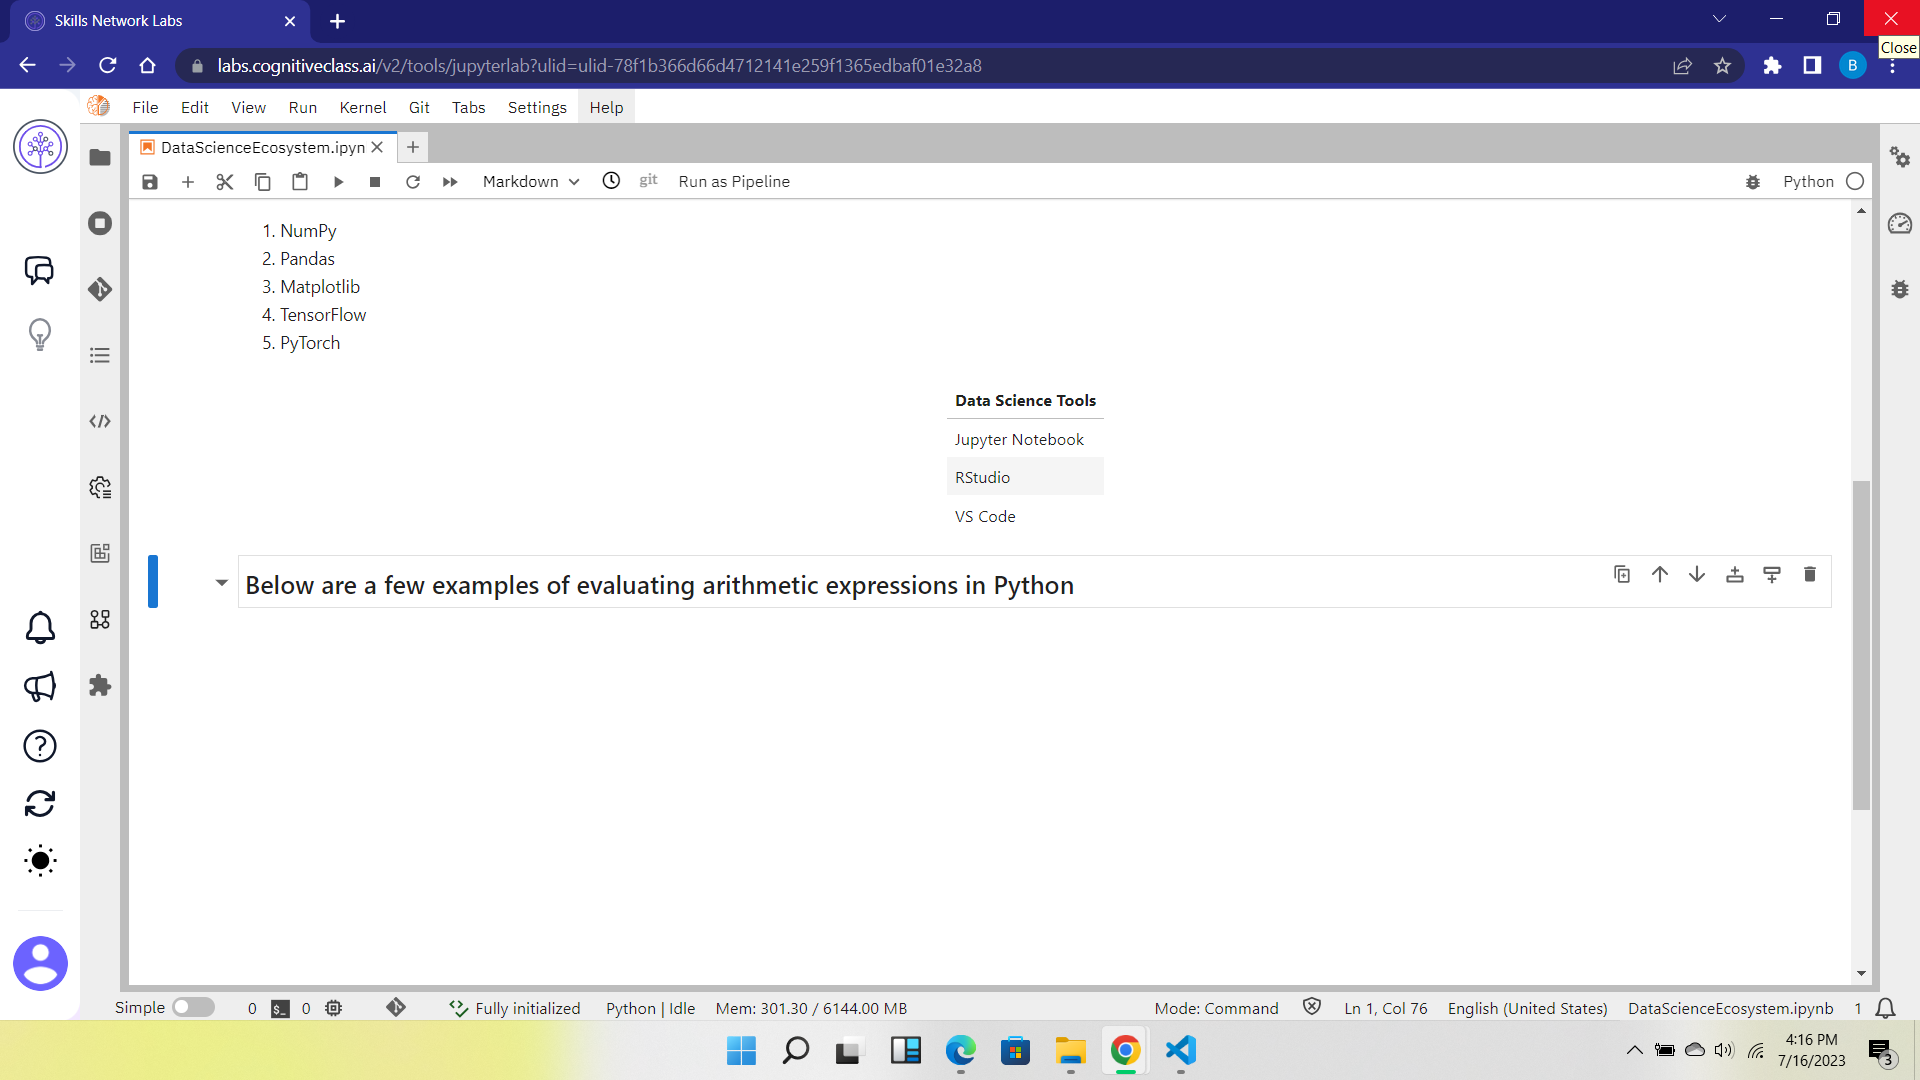 Skills Network Labs
Close
labs.cognitiveclass.ai/v2/tools/jupyterlab?ulid=ulid-78f1b366d66d4712141e259f1365edbaf01e32a8
B
File Edit View Run Kernel Git Tabs Settings Help
DataScienceEcosystem.ipyn
Markdown git Run as Pipeline Python
1. NumPy
2. Pandas
3. Matplotlib
4. TensorFlow
5. PyTorch
Data Science Tools
Jupyter Notebook
RStudio
VS Code
Below are a few examples of evaluating arithmetic expressions in Python
Simple 0 $_ 0 Fully initialized Python | Idle Mem: 301.30 / 6144.00 MB Mode: Command Ln 1, Col 76 English (United States) DataScienceEcosystem.ipynb 1
4:16 PM
7/16/2023
3